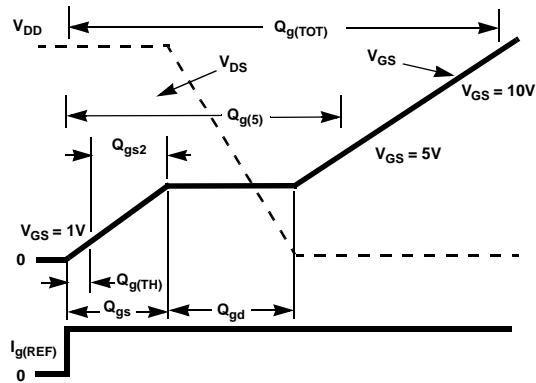 V_DD
Q_g(TOT)
V_DS
V_GS
V_GS = 10V
Q_g(5)
Q_gs2
V_GS = 5V
V_GS = 1V
0
Q_g(TH)
Q_gs
Q_gd
I_g(REF)
0